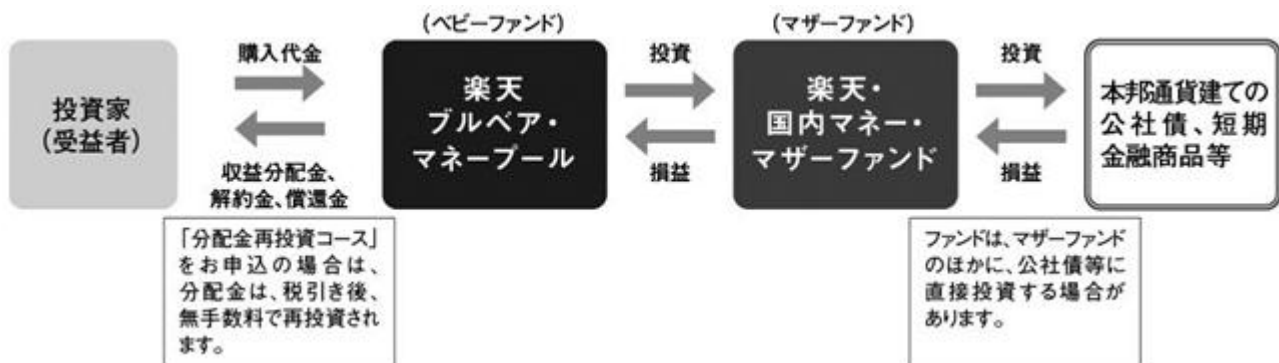 (ベビーファンド)
(マザーファンド)
投資家
(受益者)
購入代金
収益分配金、
解約金、償還金
楽天
ブルベア・
マネープール
投資
損益
楽天・
国内マネー・
マザーファンド
投資
損益
本邦通貨建ての
公社債、短期
金融商品等
「分配金再投資コース」
をお申込の場合は、
分配金は、税引き後、
無手数料で再投資され
ます。
ファンドは、マザーファンド
のほかに、公社債等に
直接投資する場合が
あります。